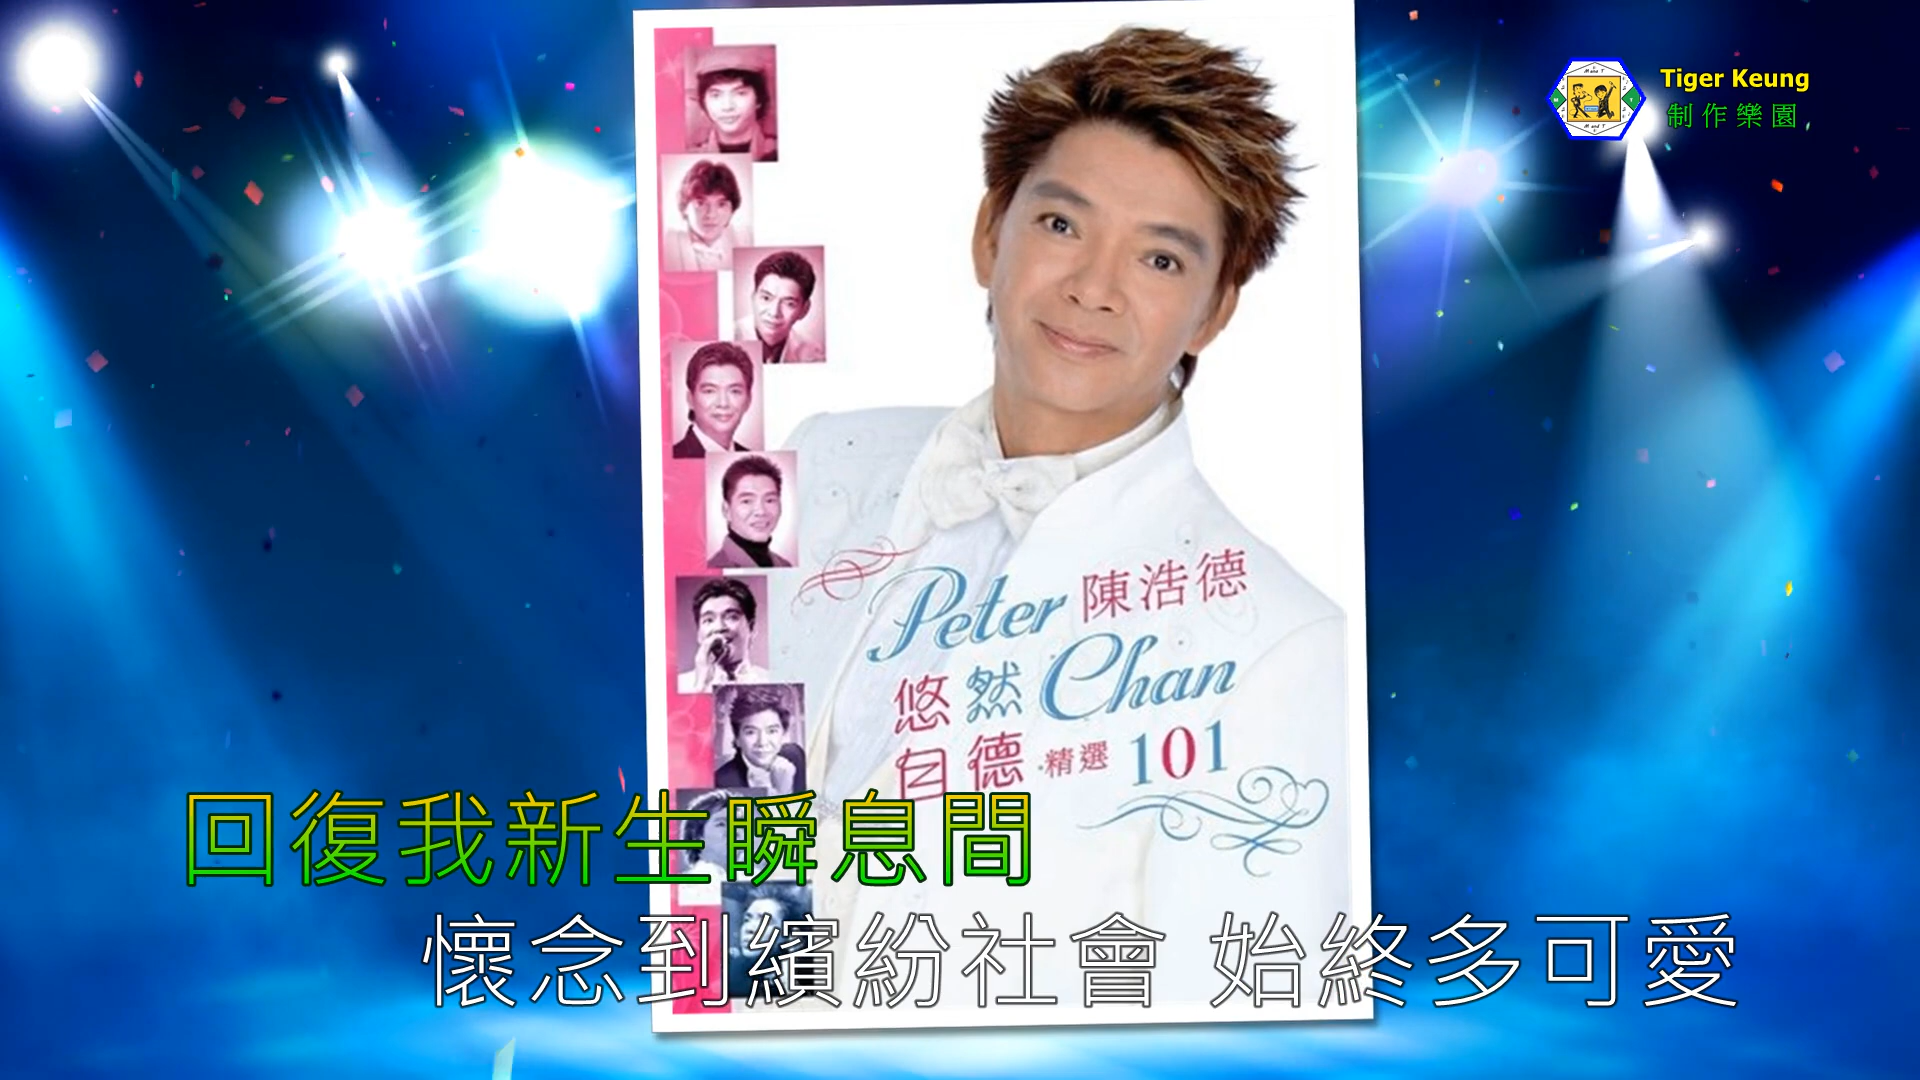 Tiger Keung
制作樂園
Peter 陳浩德
悠然 Chan
自德 精選 101
回復我新生瞬息間
懷念到繽紛社會 始終多可愛